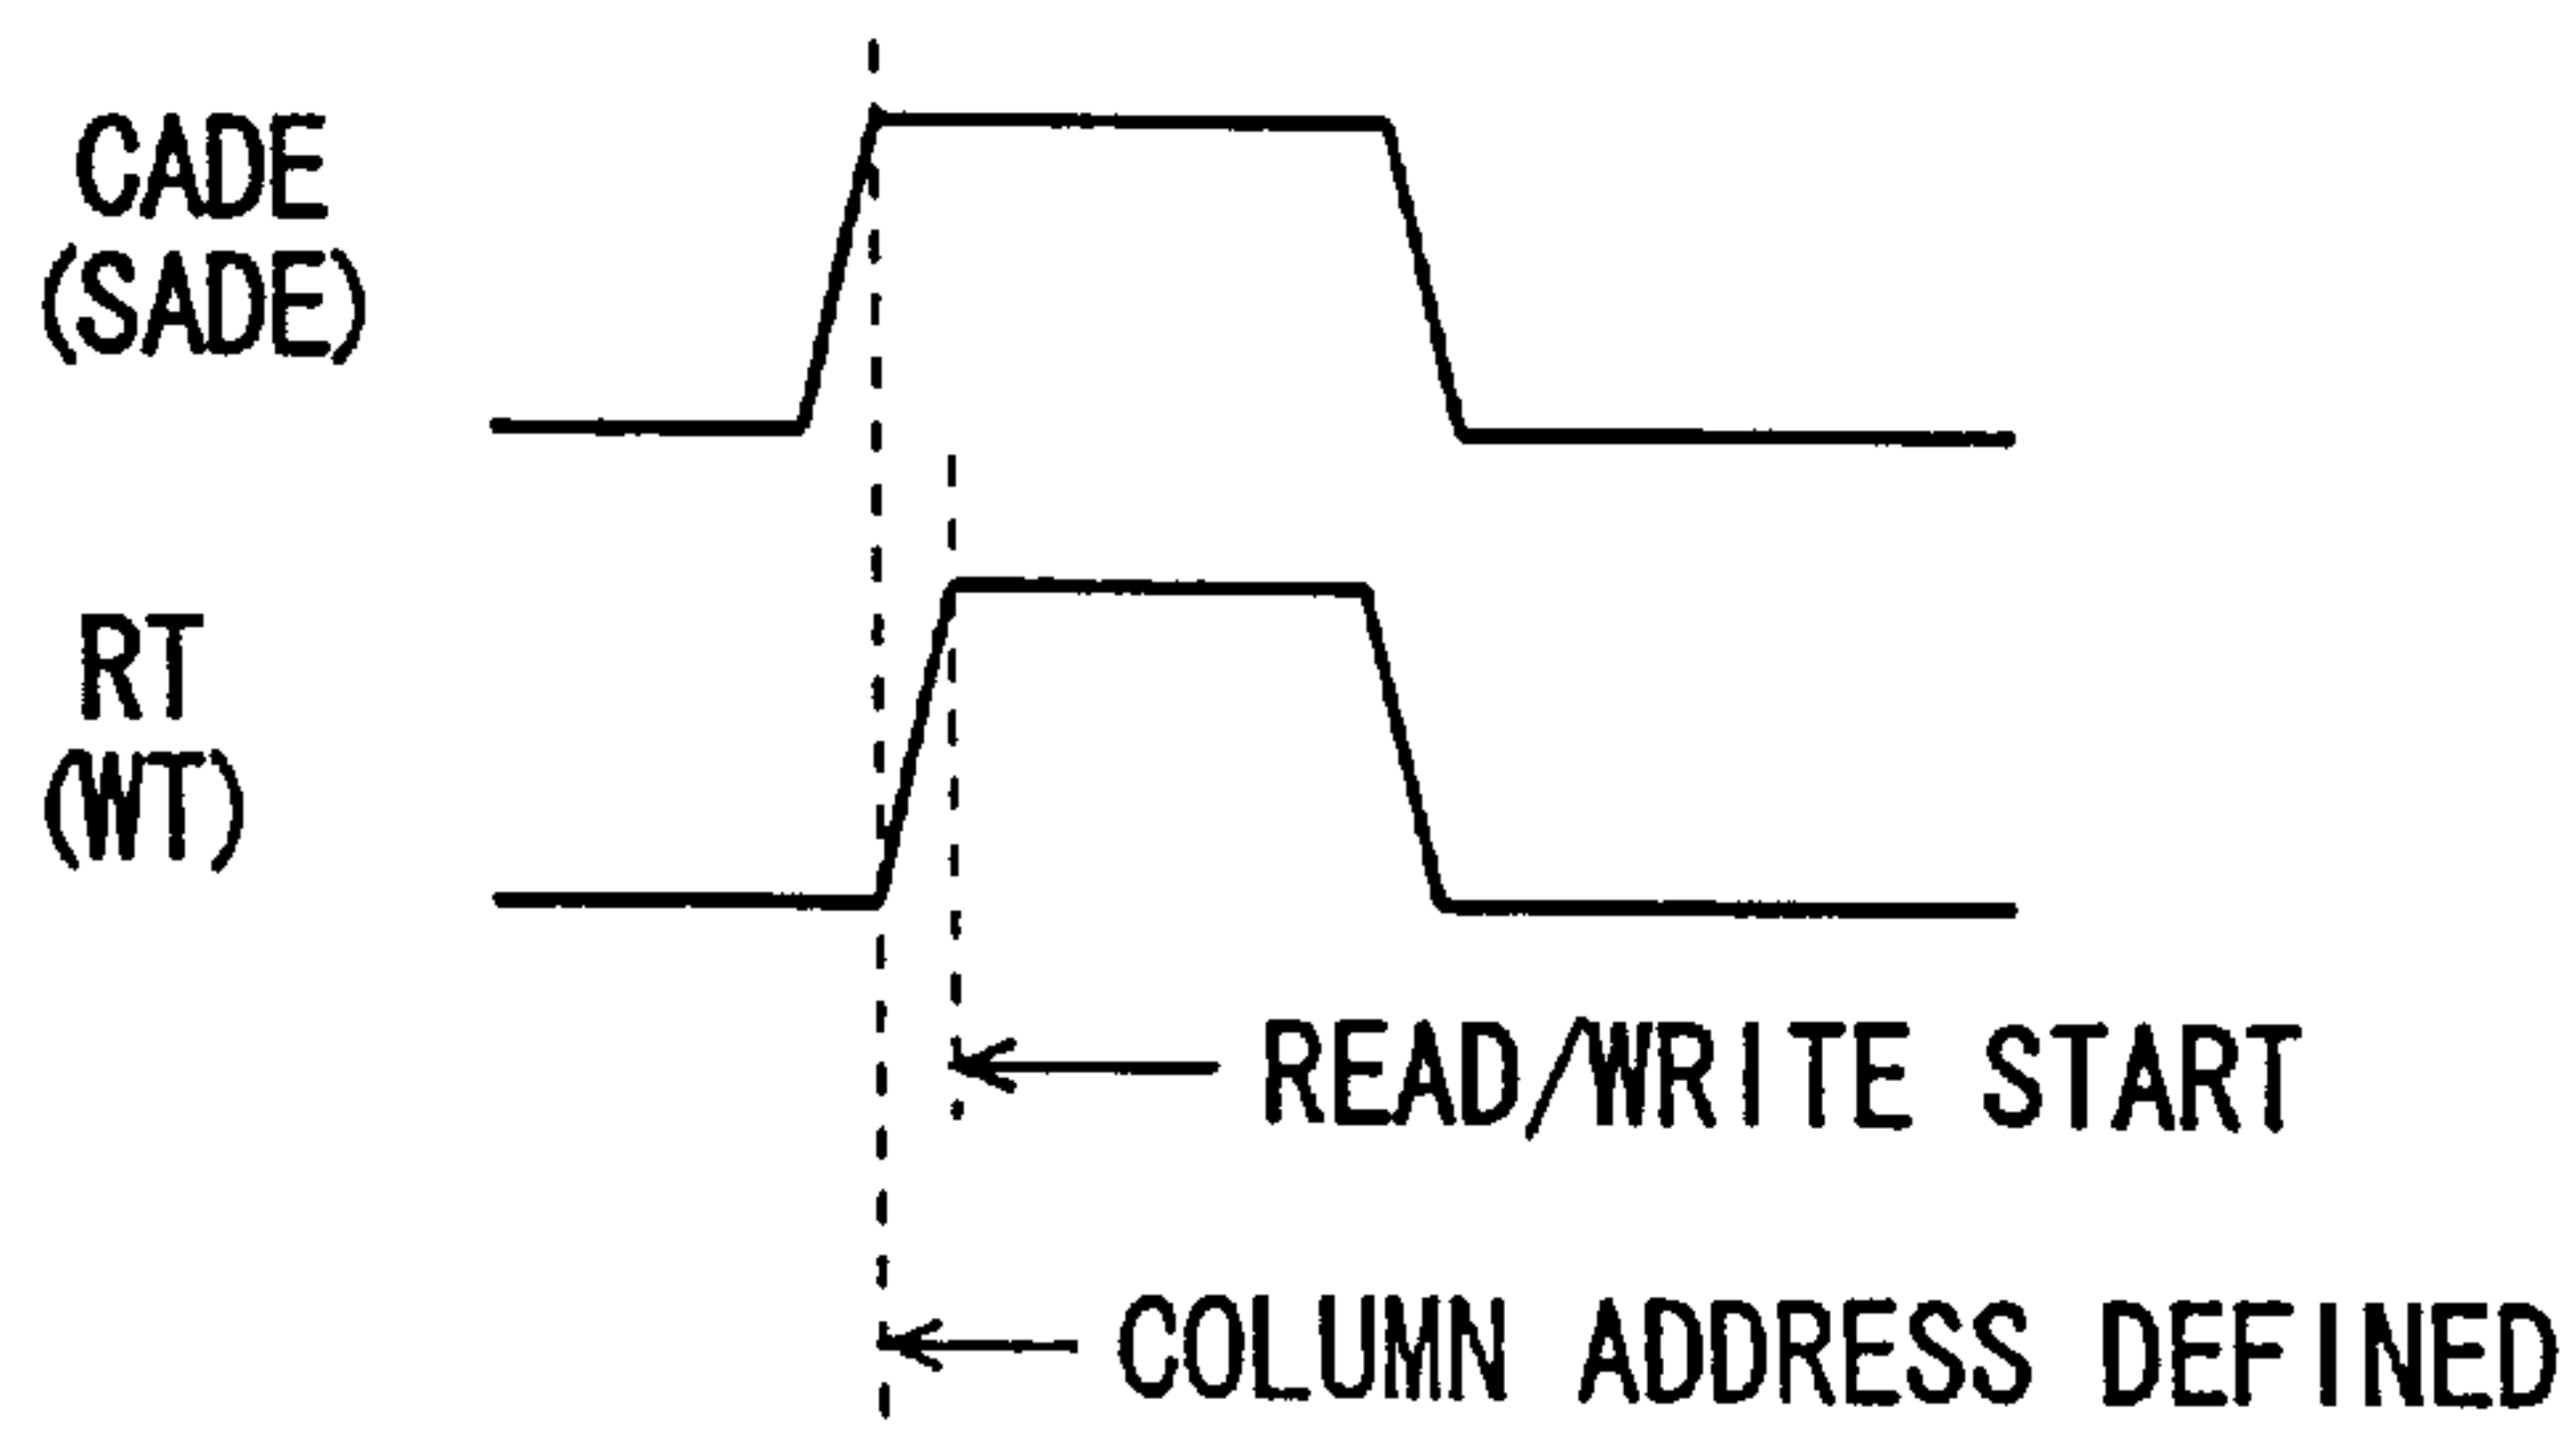 CADE
(SADE)
RT
(WT)
READ/WRITE START
COLUMN ADDRESS DEFINED